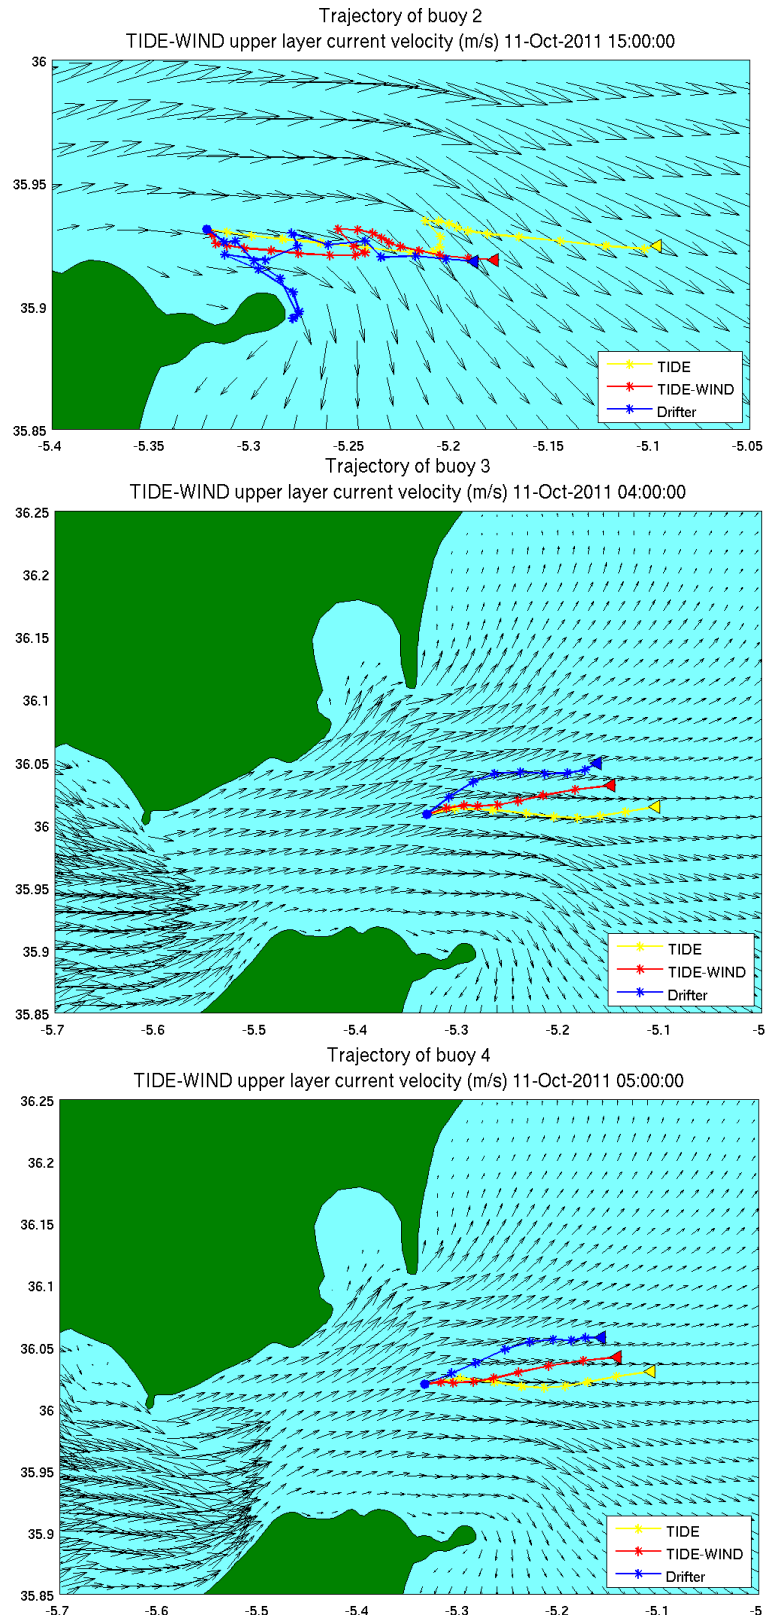 Trajectory of buoy 2
TIDE-WIND upper layer current velocity (m/s) 11-Oct-2011 15:00:00
36
35.95
35.9
35.85
TIDE
TIDE-WIND
Drifter
-5.4 -5.35 -5.3 -5.25 -5.2 -5.15 -5.1 -5.05
Trajectory of buoy 3
TIDE-WIND upper layer current velocity (m/s) 11-Oct-2011 04:00:00
36.25
36.2
36.15
36.1
36.05
36
35.95
35.9
35.85
TIDE
TIDE-WIND
Drifter
-5.7 -5.6 -5.5 -5.4 -5.3 -5.2 -5.1 -5
Trajectory of buoy 4
TIDE-WIND upper layer current velocity (m/s) 11-Oct-2011 05:00:00
36.25
36.2
36.15
36.1
36.05
36
35.95
35.9
35.85
TIDE
TIDE-WIND
Drifter
-5.7 -5.6 -5.5 -5.4 -5.3 -5.2 -5.1 -5